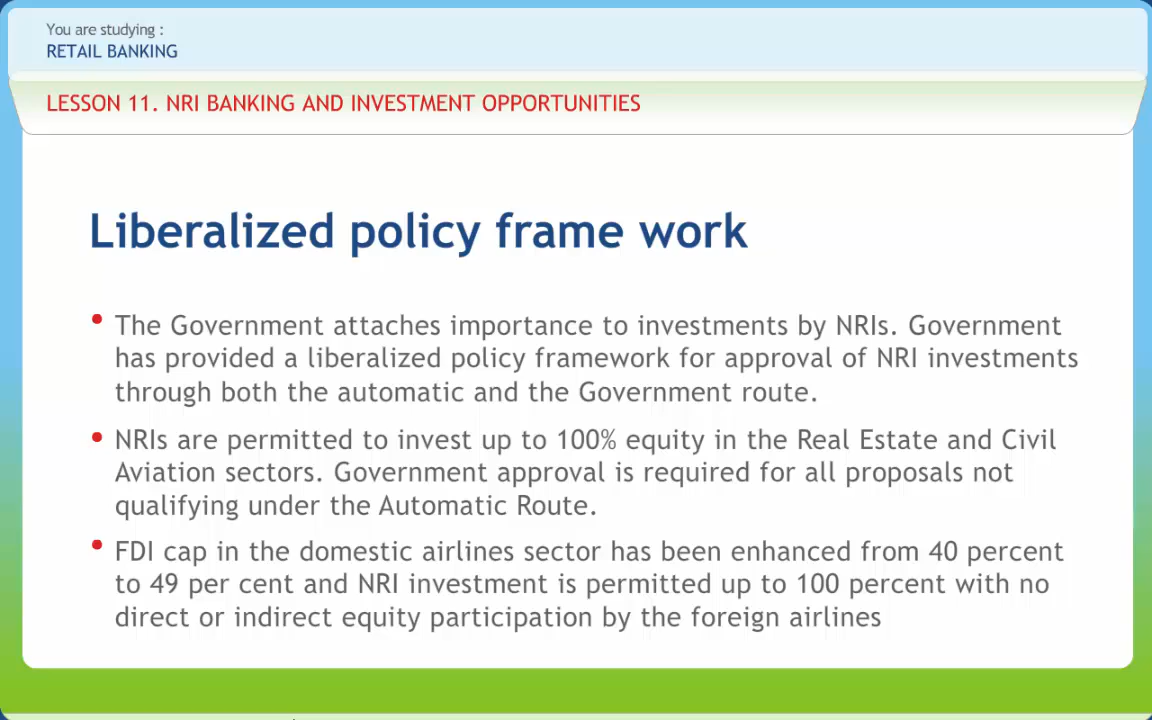 You are studying :
RETAIL BANKING
LESSON 11. NRI BANKING AND INVESTMENT OPPORTUNITIES
Liberalized policy frame work
• The Government attaches importance to investments by NRIs. Government
has provided a liberalized policy framework for approval of NRI investments
through both the automatic and the Government route.
• NRIs are permitted to invest up to 100% equity in the Real Estate and Civil
Aviation sectors. Government approval is required for all proposals not
qualifying under the Automatic Route.
• FDI cap in the domestic airlines sector has been enhanced from 40 percent
to 49 per cent and NRI investment is permitted up to 100 percent with no
direct or indirect equity participation by the foreign airlines